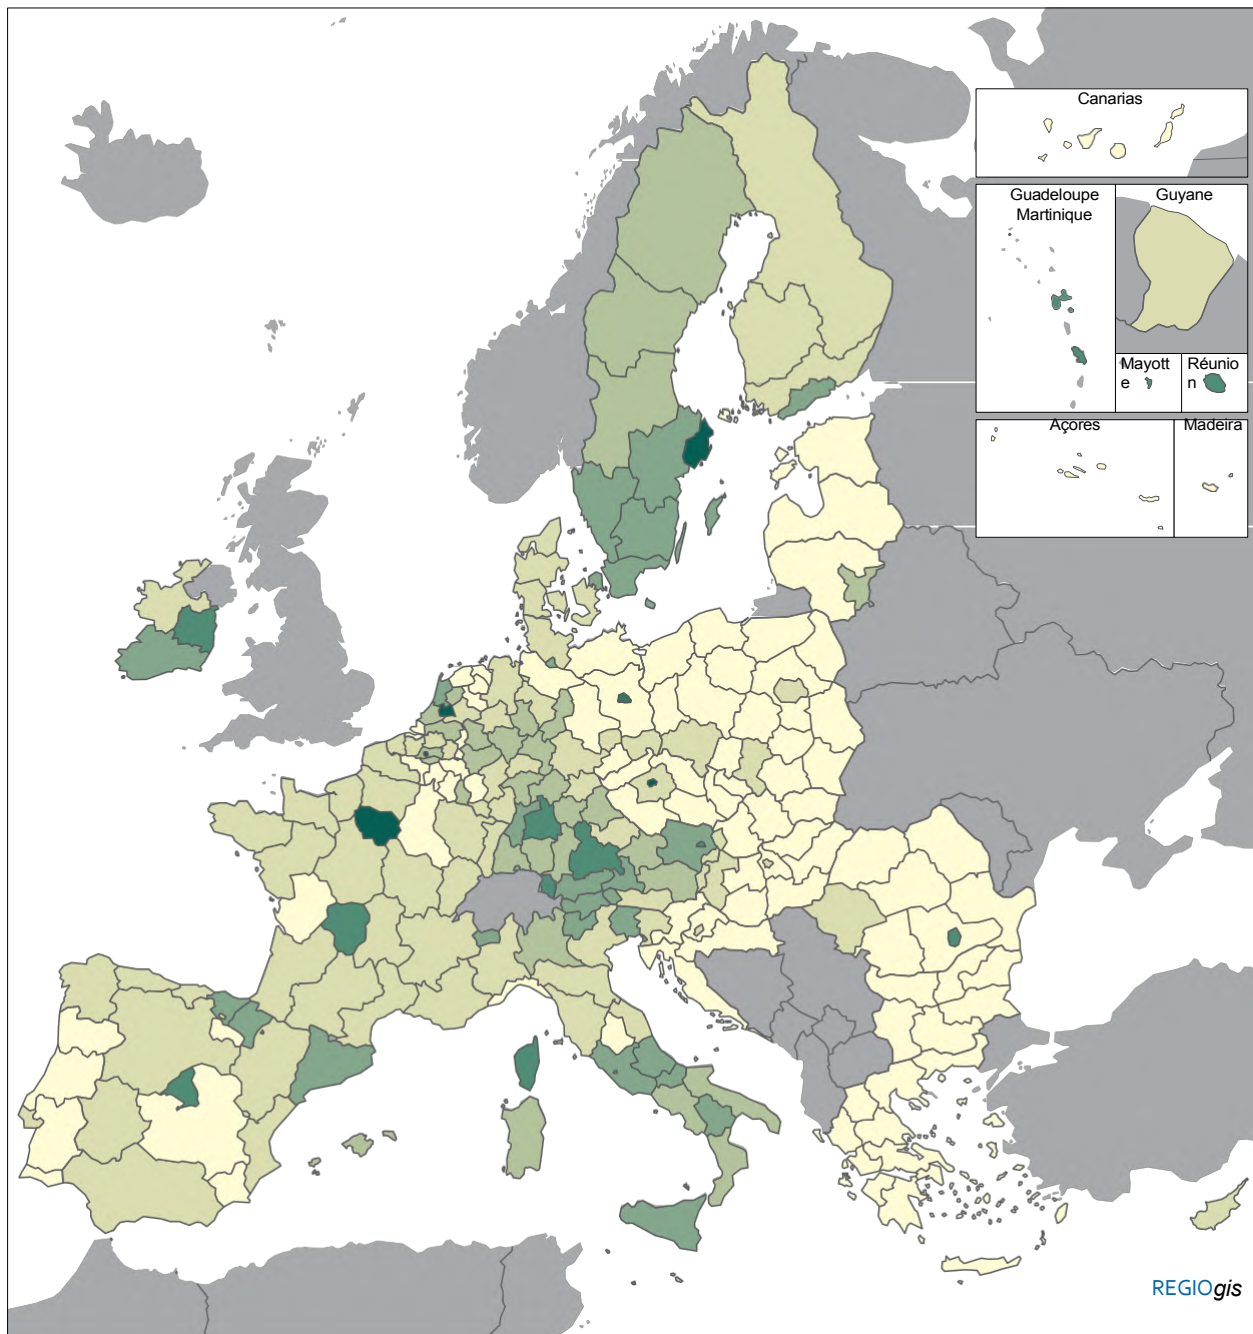 Canarias
Guadeloupe
Martinique
Guyane
Mayott
e
Réunio
n
Açores
Madeira
REGIOgis